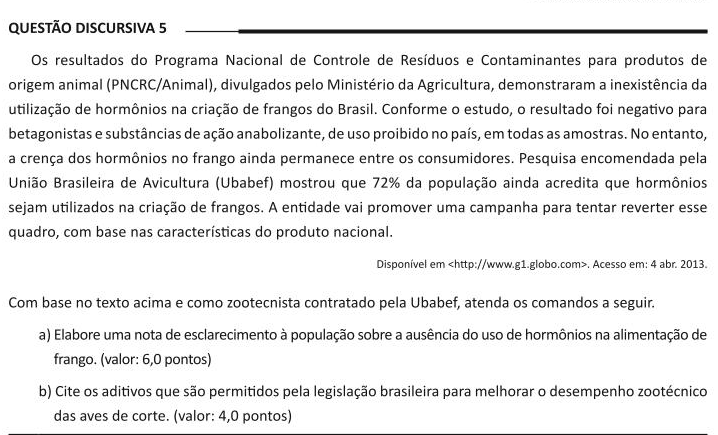 QUESTÃO DISCURSIVA 5
Os resultados do Programa Nacional de Controle de Resíduos e Contaminantes para produtos de
origem animal (PNCRC/Animal), divulgados pelo Ministério da Agricultura, demonstraram a inexistência da
utilização de hormônios na criação de frangos do Brasil. Conforme o estudo, o resultado foi negativo para
betagonistas e substâncias de ação anabolizante, de uso proibido no país, em todas as amostras. No entanto,
a crença dos hormônios no frango ainda permanece entre os consumidores. Pesquisa encomendada pela
União Brasileira de Avicultura (Ubabef) mostrou que 72% da população ainda acredita que hormônios
sejam utilizados na criação de frangos. A entidade vai promover uma campanha para tentar reverter esse
quadro, com base nas características do produto nacional.
Disponível em <http://www.g1.globo.com>. Acesso em: 4 abr. 2013.
Com base no texto acima e como zootecnista contratado pela Ubabef, atenda os comandos a seguir.
a) Elabore uma nota de esclarecimento à população sobre a ausência do uso de hormônios na alimentação de
frango. (valor: 6,0 pontos)
b) Cite os aditivos que são permitidos pela legislação brasileira para melhorar o desempenho zootécnico
das aves de corte. (valor: 4,0 pontos)